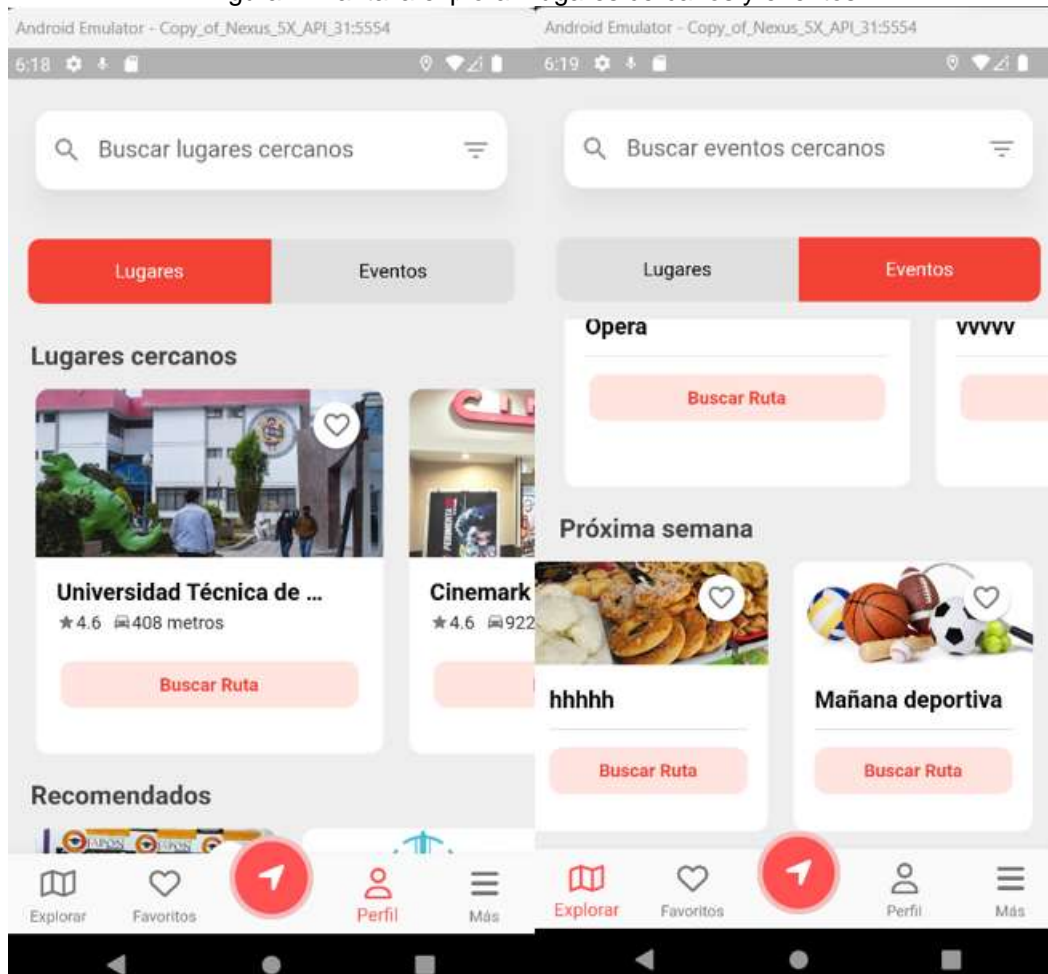 Android Emulator - Copy_of_Nexus_5X_API_31:5554
6:18
Buscar lugares cercanos
Lugares
Eventos
Lugares cercanos
Universidad Técnica de ...
4.6 408 metros
Buscar Ruta
Cinemark
4.6 922
Recomendados
Explorar
Favoritos
Perfil
Más
Android Emulator - Copy_of_Nexus_5X_API_31:5554
6:19
Buscar eventos cercanos
Lugares
Eventos
Opera
Buscar Ruta
vvvvv
Próxima semana
hhhhh
Buscar Ruta
Mañana deportiva
Buscar Ruta
Explorar
Favoritos
Perfil
Más